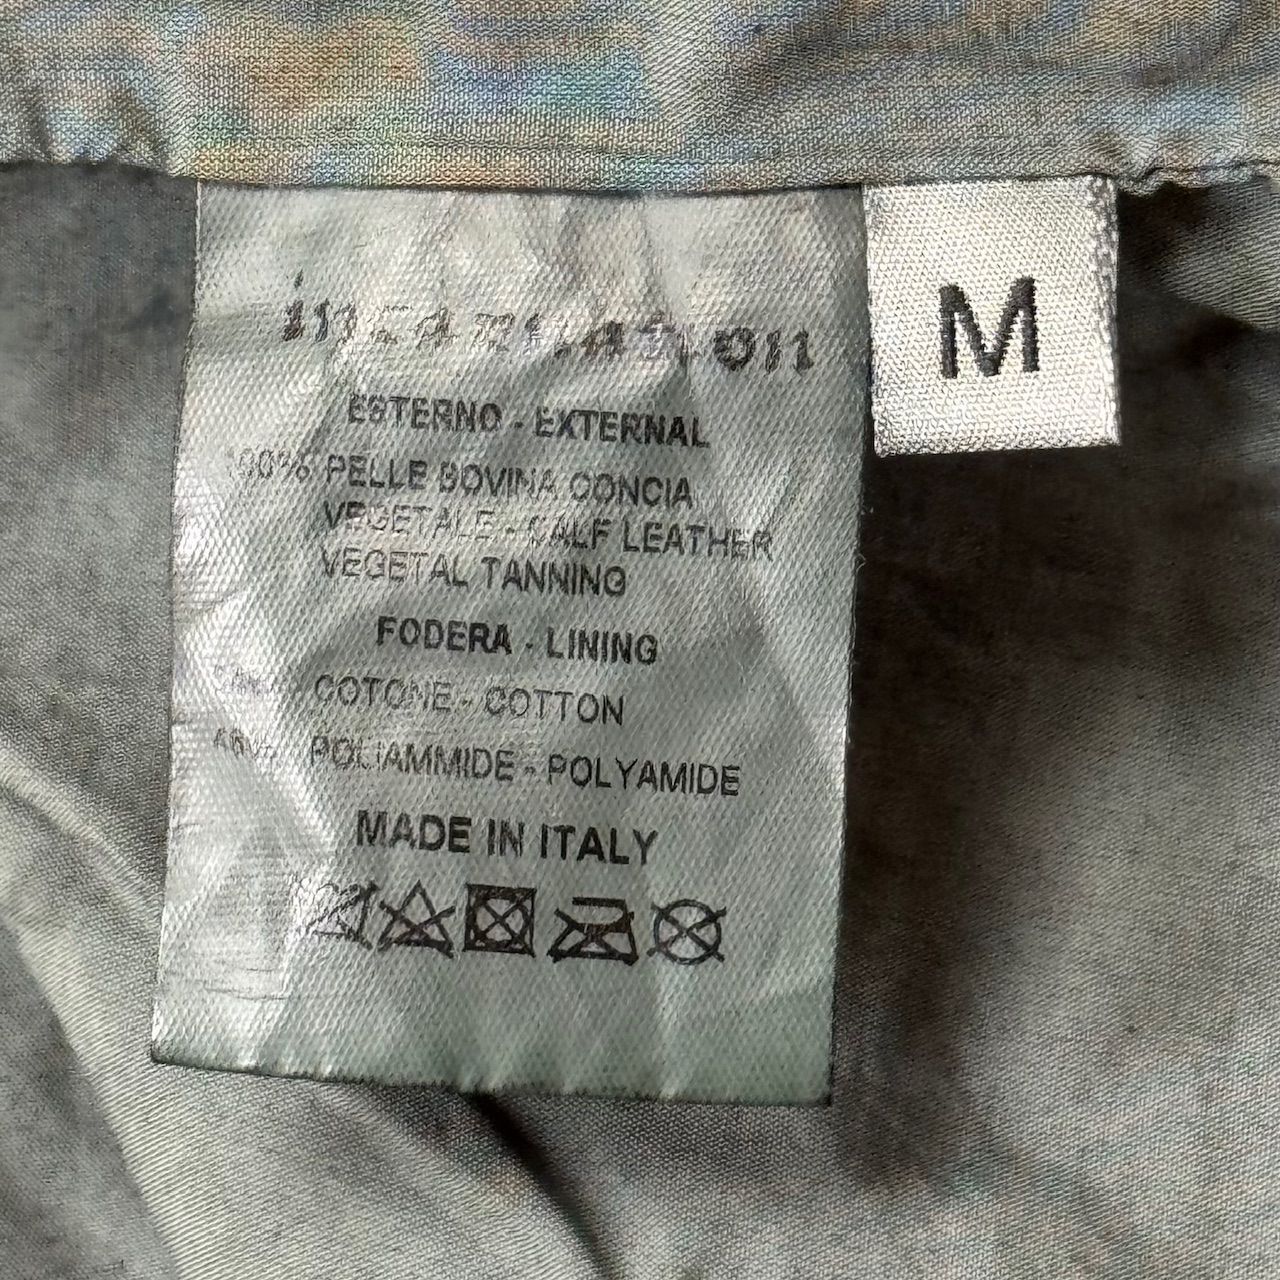 incarnation
M
ESTERNO - EXTERNAL
100% PELLE BOVINA CONCIA
VEGETALE - CALF LEATHER
VEGETAL TANNING
FODERA - LINING
COTONE - COTTON
POLIAMMIDE - POLYAMIDE
MADE IN ITALY